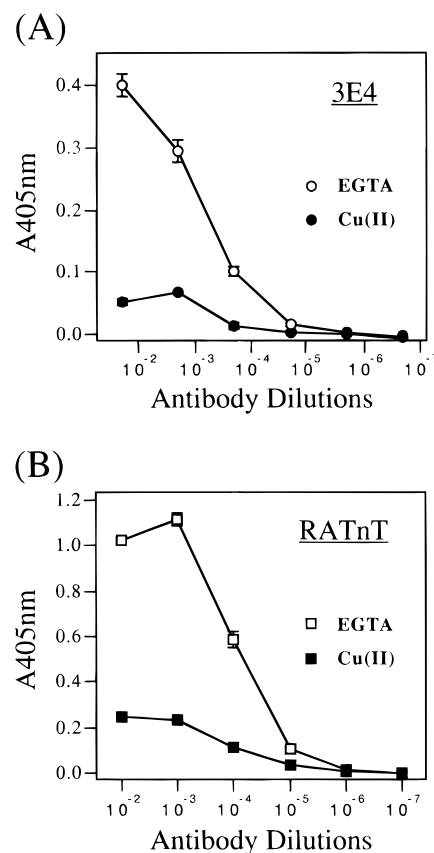 (A)
3E4
0.4
0.3
0.2
0.1
0.0
A405nm
EGTA
Cu(II)
10⁻² 10⁻³ 10⁻⁴ 10⁻⁵ 10⁻⁶ 10⁻
Antibody Dilutions
(B)
RATnT
1.2
1.0
0.6
0.4
0.2
0.0
A405nm
EGTA
Cu(II)
10⁻² 10⁻³ 10⁻⁴ 10⁻⁵ 10⁻⁶ 10⁻⁷
Antibody Dilutions